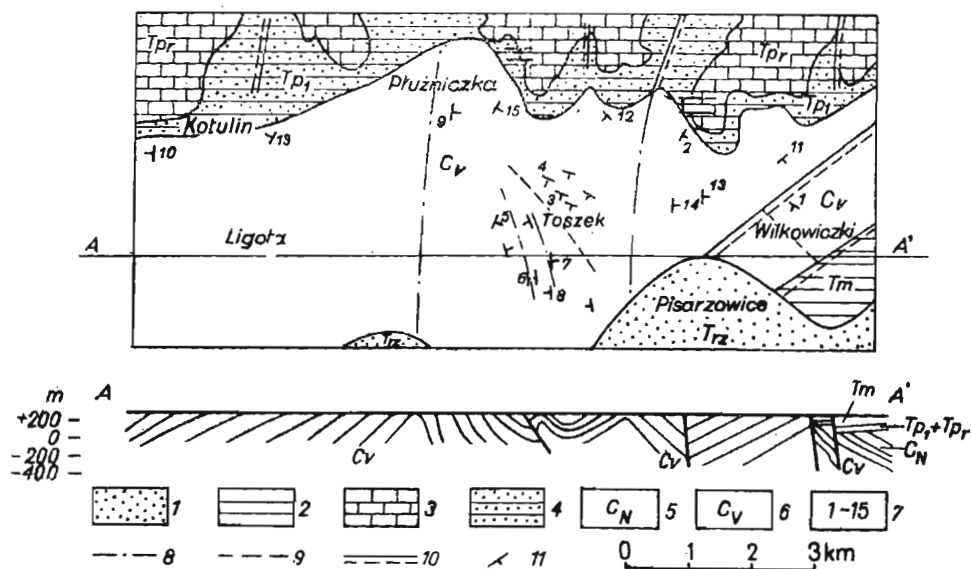 Tpr Tpr
Tp1 Płużniczka Tp1
Kotulin 9 15 12
10 13 2 11
Cv 4 13 1 Cv
3 14 Wilkowiczki
5 Toszek
A Ligota A'
6 7 Tm
8 Pisarzowice
Trz Trz
m A A' Tm
+200 Tp1+Tpr
0 CN
-200 Cv Cv Cv
-400
1 2 3 4 CN 5 Cv 6 1-15 7
8 9 10 11 0 1 2 3 km